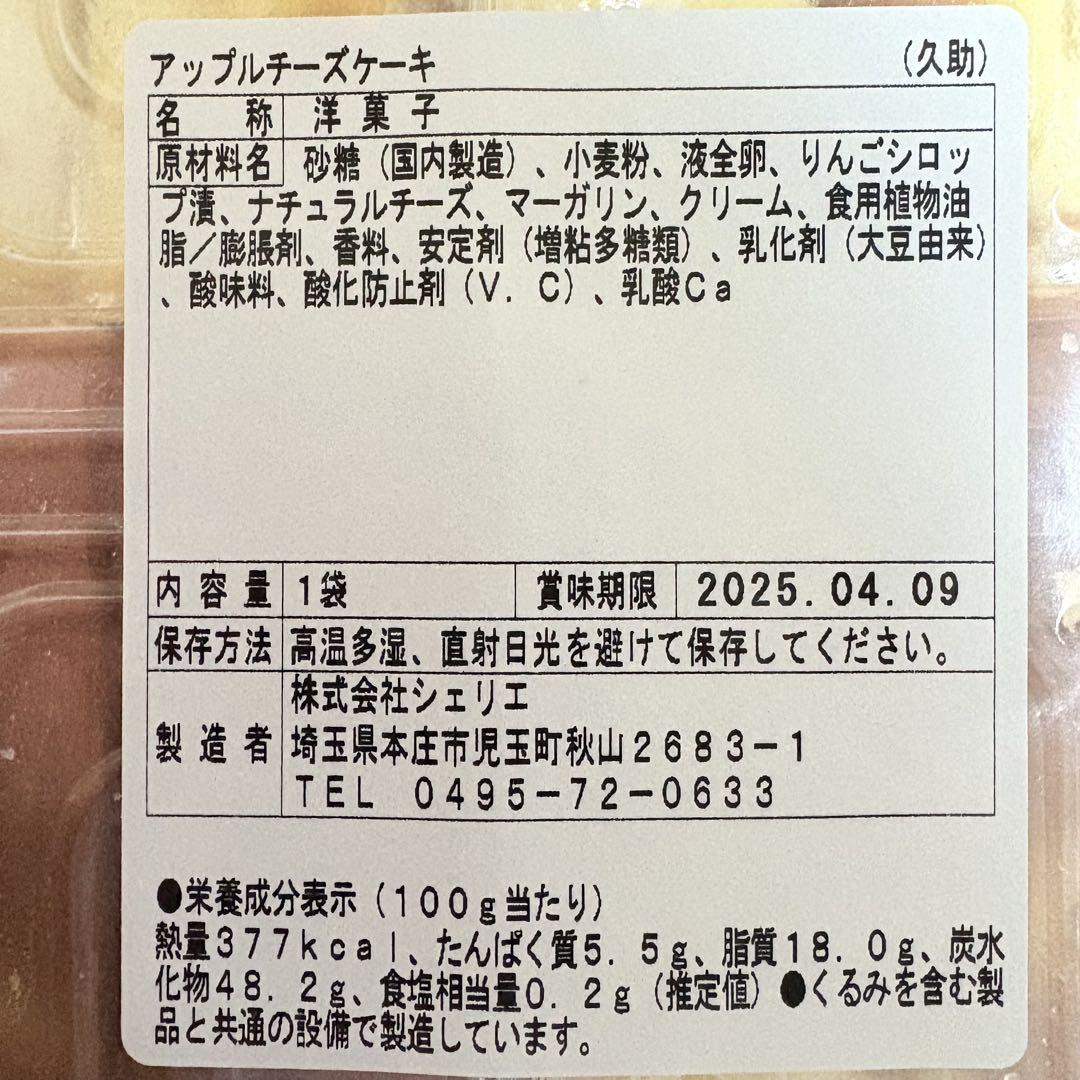 アップルチーズケーキ （久助）
名称 洋菓子
原材料名 砂糖（国内製造）、小麦粉、液全卵、りんごシロッ
プ漬、ナチュラルチーズ、マーガリン、クリーム、食用植物油
脂／膨脹剤、香料、安定剤（増粘多糖類）、乳化剤（大豆由来）
、酸味料、酸化防止剤（Ｖ．Ｃ）、乳酸Ｃａ
内容量 1袋 賞味期限 2025.04.09
保存方法 高温多湿、直射日光を避けて保存してください。
株式会社シェリエ
製造者 埼玉県本庄市児玉町秋山２６８３－１
ＴＥＬ ０４９５－７２－０６３３
●栄養成分表示（１００ｇ当たり）
熱量３７７ｋｃａｌ、たんぱく質５．５ｇ、脂質１８．０ｇ、炭水
化物４８．２ｇ、食塩相当量０．２ｇ（推定値）●くるみを含む製
品と共通の設備で製造しています。